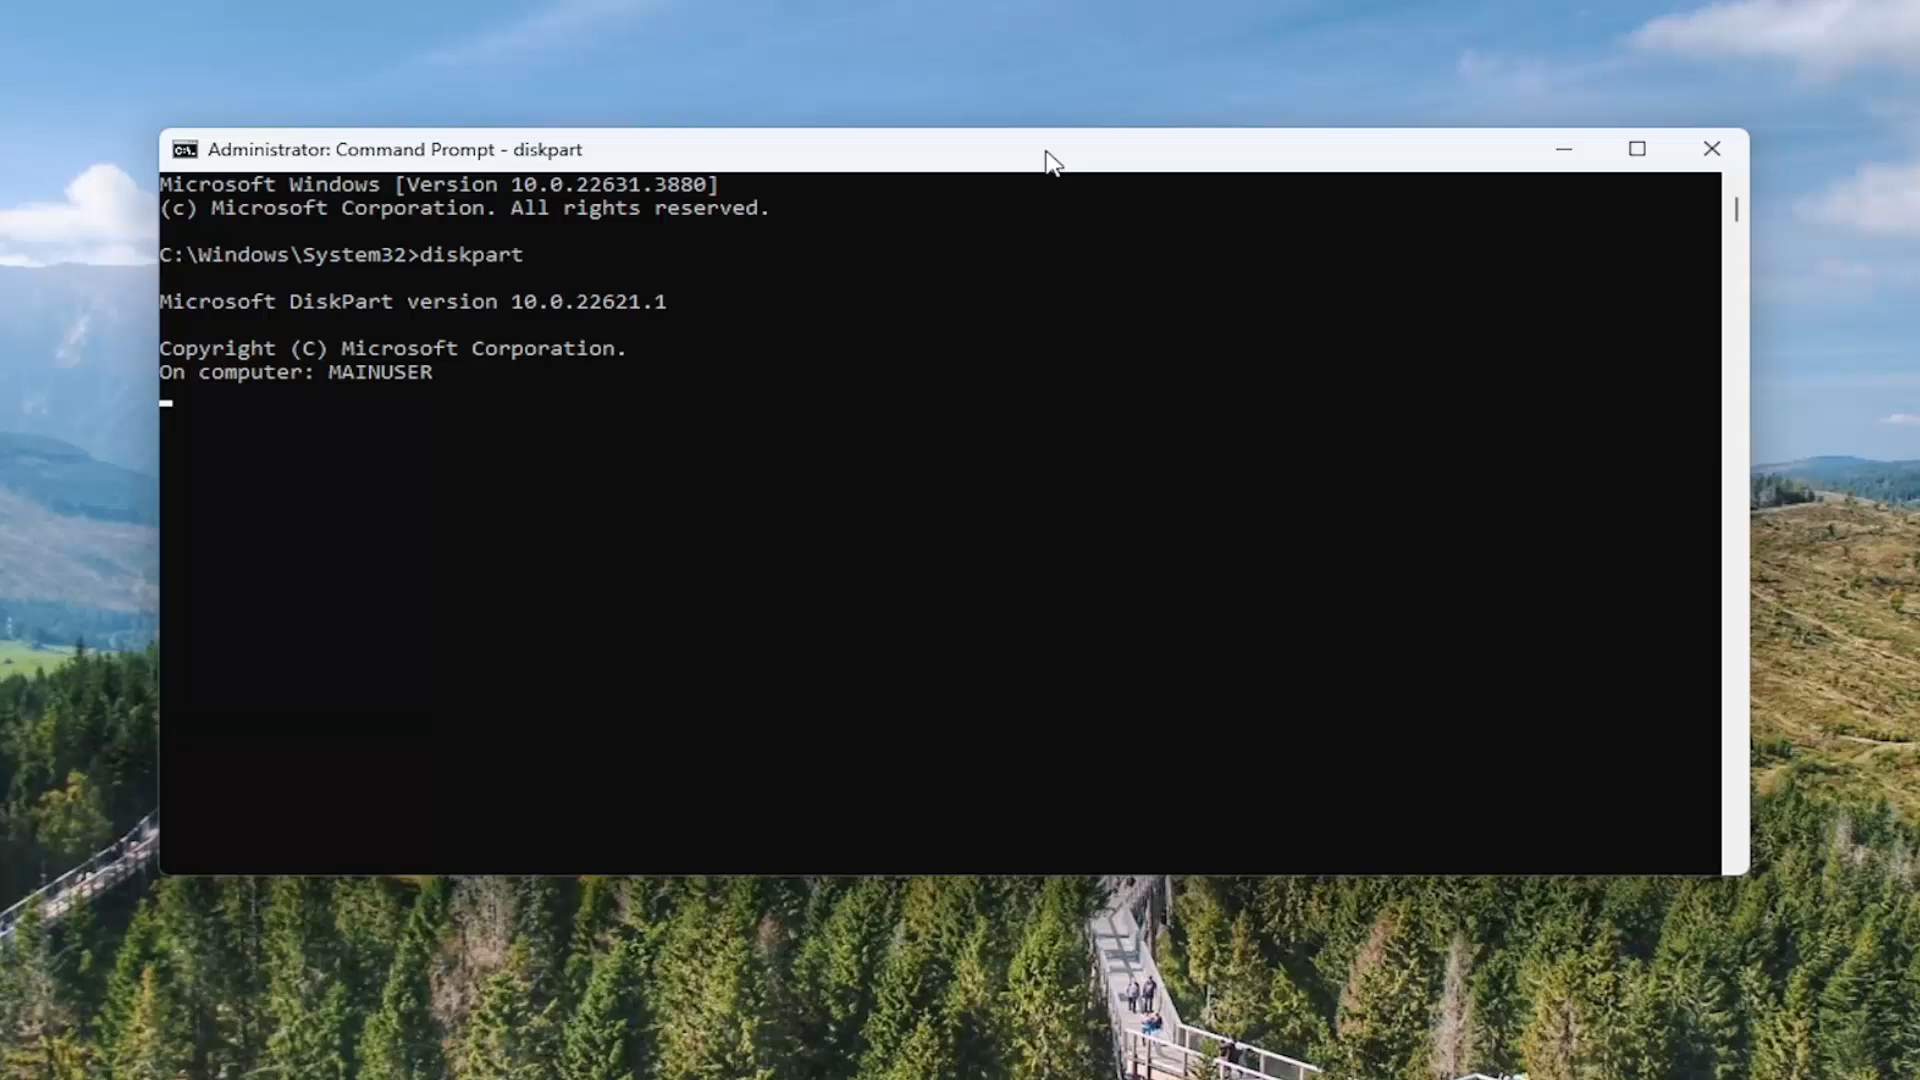 Administrator: Command Prompt - diskpart
Microsoft Windows [Version 10.0.22631.3880]
(c) Microsoft Corporation. All rights reserved.
C:\Windows\System32>diskpart
Microsoft DiskPart version 10.0.22621.1
Copyright (C) Microsoft Corporation.
On computer: MAINUSER